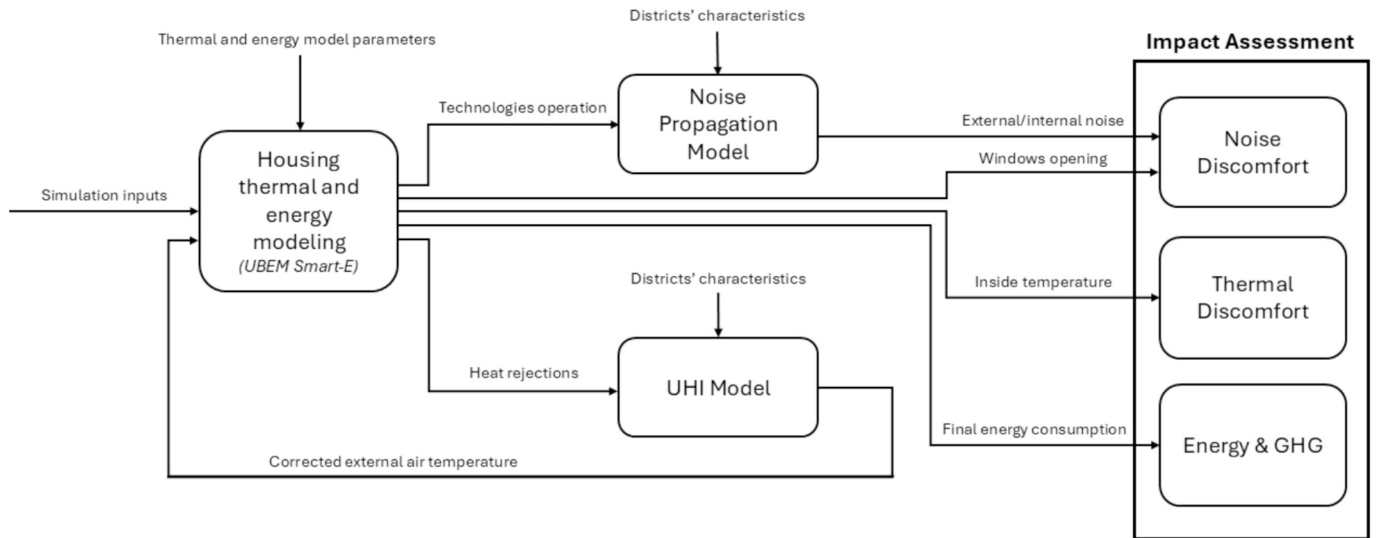 Districts’ characteristics
Thermal and energy model parameters
Impact Assessment
Technologies operation
Noise
Propagation
Model
External/internal noise
Noise
Discomfort
Windows opening
Housing
thermal and
energy
modeling
(UBEM Smart-E)
Simulation inputs
Districts’ characteristics
Inside temperature
Thermal
Discomfort
Heat rejections
UHI Model
Final energy consumption
Energy & GHG
Corrected external air temperature